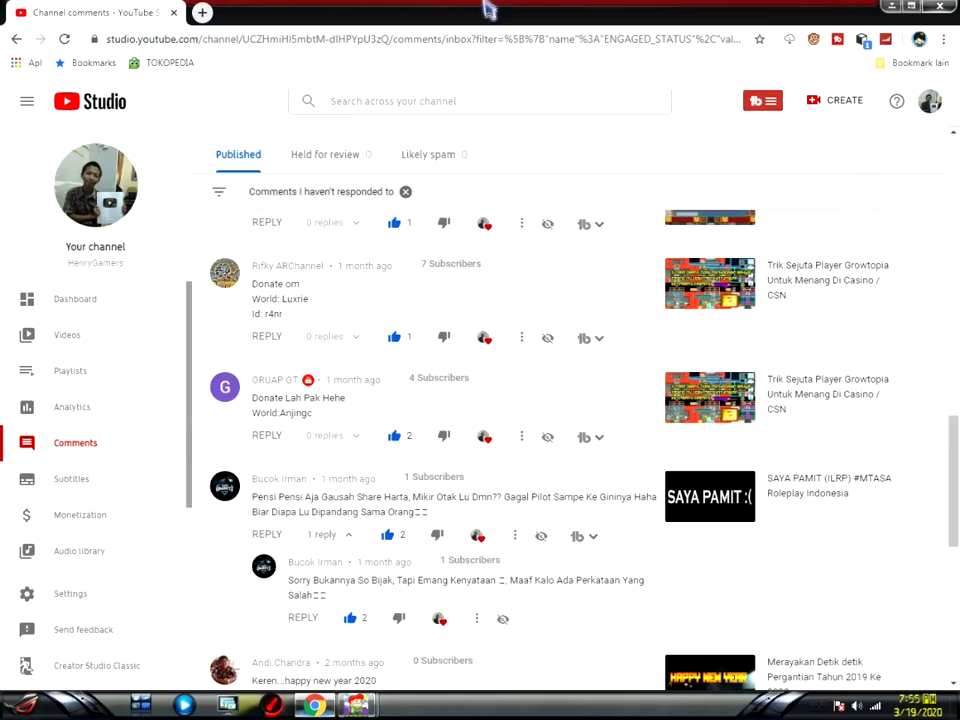 Channel comments - YouTube S
studio.youtube.com/channel/UCZHmiHI5mbtM-dIHPYpU3zQ/comments/inbox?filter=%5B%7B"name"%3A"ENGAGED_STATUS"%2C"val...
Apl
Bookmarks
TOKOPEDIA
Bookmark lain
Studio
Search across your channel
CREATE
Published
Held for review 0
Likely spam 0
Comments I haven't responded to
Your channel
HenryGamers
Dashboard
Videos
Playlists
Analytics
Comments
Subtitles
Monetization
Audio library
Settings
Send feedback
Creator Studio Classic
REPLY 0 replies 1
Rifky ARChannel • 1 month ago 7 Subscribers
Donate om
World: Luxrie
Id: r4nr
REPLY 0 replies 1
Trik Sejuta Player Growtopia
Untuk Menang Di Casino /
CSN
GRUAP GT • 1 month ago 4 Subscribers
Donate Lah Pak Hehe
World:Anjingc
REPLY 0 replies 2
Trik Sejuta Player Growtopia
Untuk Menang Di Casino /
CSN
Bucok Irman • 1 month ago 1 Subscribers
Pensi Pensi Aja Gausah Share Harta, Mikir Otak Lu Dmn?? Gagal Pilot Sampe Ke Gininya Haha
Biar Diapa Lu Dipandang Sama Orang
REPLY 1 reply 2
SAYA PAMIT :(
SAYA PAMIT (ILRP) #MTASA
Roleplay Indonesia
Bucok Irman • 1 month ago 1 Subscribers
Sorry Bukannya So Bijak, Tapi Emang Kenyataan, Maaf Kalo Ada Perkataan Yang
Salah
REPLY 2
Andi Chandra • 2 months ago 0 Subscribers
Keren...happy new year 2020
HAPPY NEW YEAR
Merayakan Detik detik
Pergantian Tahun 2019 Ke
7:55 PM
3/19/2020